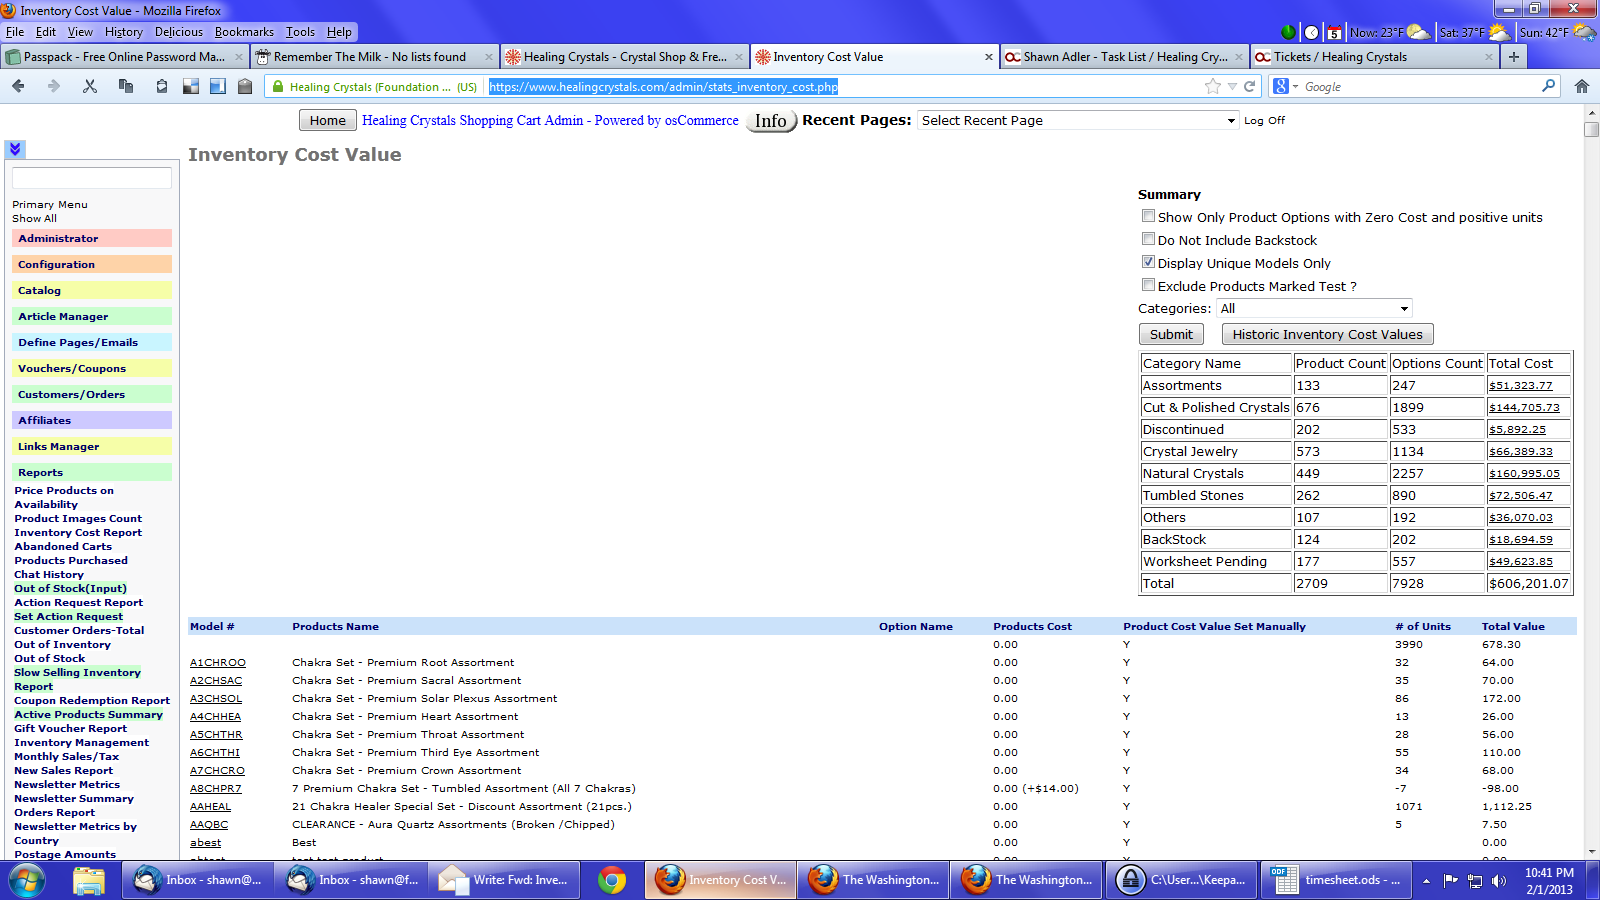 Inventory Cost Value - Mozilla Firefox
File Edit View History Delicious Bookmarks Tools Help
5 Now: 23°F Sat: 37°F Sun: 42°F
Passpack - Free Online Password Ma...
Remember The Milk - No lists found
Healing Crystals - Crystal Shop & Fre...
Inventory Cost Value
Shawn Adler - Task List / Healing Cry...
Tickets / Healing Crystals
Healing Crystals (Foundation ... (US) https://www.healingcrystals.com/admin/stats_inventory_cost.php
Google
Home Healing Crystals Shopping Cart Admin - Powered by osCommerce Info Recent Pages: Select Recent Page Log Off
Inventory Cost Value
Primary Menu
Show All
Administrator
Configuration
Catalog
Article Manager
Define Pages/Emails
Vouchers/Coupons
Customers/Orders
Affiliates
Links Manager
Reports
Price Products on
Availability
Product Images Count
Inventory Cost Report
Abandoned Carts
Products Purchased
Chat History
Out of Stock(Input)
Action Request Report
Set Action Request
Customer Orders-Total
Out of Inventory
Out of Stock
Slow Selling Inventory
Report
Coupon Redemption Report
Active Products Summary
Gift Voucher Report
Inventory Management
Monthly Sales/Tax
New Sales Report
Newsletter Metrics
Newsletter Summary
Orders Report
Newsletter Metrics by
Country
Postage Amounts
Summary
Show Only Product Options with Zero Cost and positive units
Do Not Include Backstock
Display Unique Models Only
Exclude Products Marked Test ?
Categories: All
Submit Historic Inventory Cost Values
Category Name Product Count Options Count Total Cost
Assortments 133 247 $51,323.77
Cut & Polished Crystals 676 1899 $144,705.73
Discontinued 202 533 $5,892.25
Crystal Jewelry 573 1134 $66,389.33
Natural Crystals 449 2257 $160,995.05
Tumbled Stones 262 890 $72,506.47
Others 107 192 $36,070.03
BackStock 124 202 $18,694.59
Worksheet Pending 177 557 $49,623.85
Total 2709 7928 $606,201.07
Model # Products Name Option Name Products Cost Product Cost Value Set Manually # of Units Total Value
0.00 Y 3990 678.30
A1CHROO Chakra Set - Premium Root Assortment 0.00 Y 32 64.00
A2CHSAC Chakra Set - Premium Sacral Assortment 0.00 Y 35 70.00
A3CHSOL Chakra Set - Premium Solar Plexus Assortment 0.00 Y 86 172.00
A4CHHEA Chakra Set - Premium Heart Assortment 0.00 Y 13 26.00
A5CHTHR Chakra Set - Premium Throat Assortment 0.00 Y 28 56.00
A6CHTHI Chakra Set - Premium Third Eye Assortment 0.00 Y 55 110.00
A7CHCRO Chakra Set - Premium Crown Assortment 0.00 Y 34 68.00
A8CHPR7 7 Premium Chakra Set - Tumbled Assortment (All 7 Chakras) 0.00 (+$14.00) Y -7 -98.00
AAHEAL 21 Chakra Healer Special Set - Discount Assortment (21pcs.) 0.00 Y 1071 1,112.25
AAQBC CLEARANCE - Aura Quartz Assortments (Broken /Chipped) 0.00 Y 5 7.50
abest Best 0.00 Y 0.00
Inbox - shawn@...
Inbox - shawn@f...
Write: Fwd: Inve...
Inventory Cost V...
The Washington...
The Washington...
C:\User...\Keepa...
timesheet.ods - ...
10:41 PM
2/1/2013